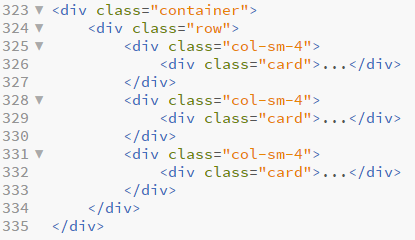 323 ▼ <div class="container">
324 ▼     <div class="row">
325 ▼         <div class="col-sm-4">
326                 <div class="card">...</div>
327             </div>
328 ▼         <div class="col-sm-4">
329                 <div class="card">...</div>
330             </div>
331 ▼         <div class="col-sm-4">
332                 <div class="card">...</div>
333             </div>
334         </div>
335   </div>